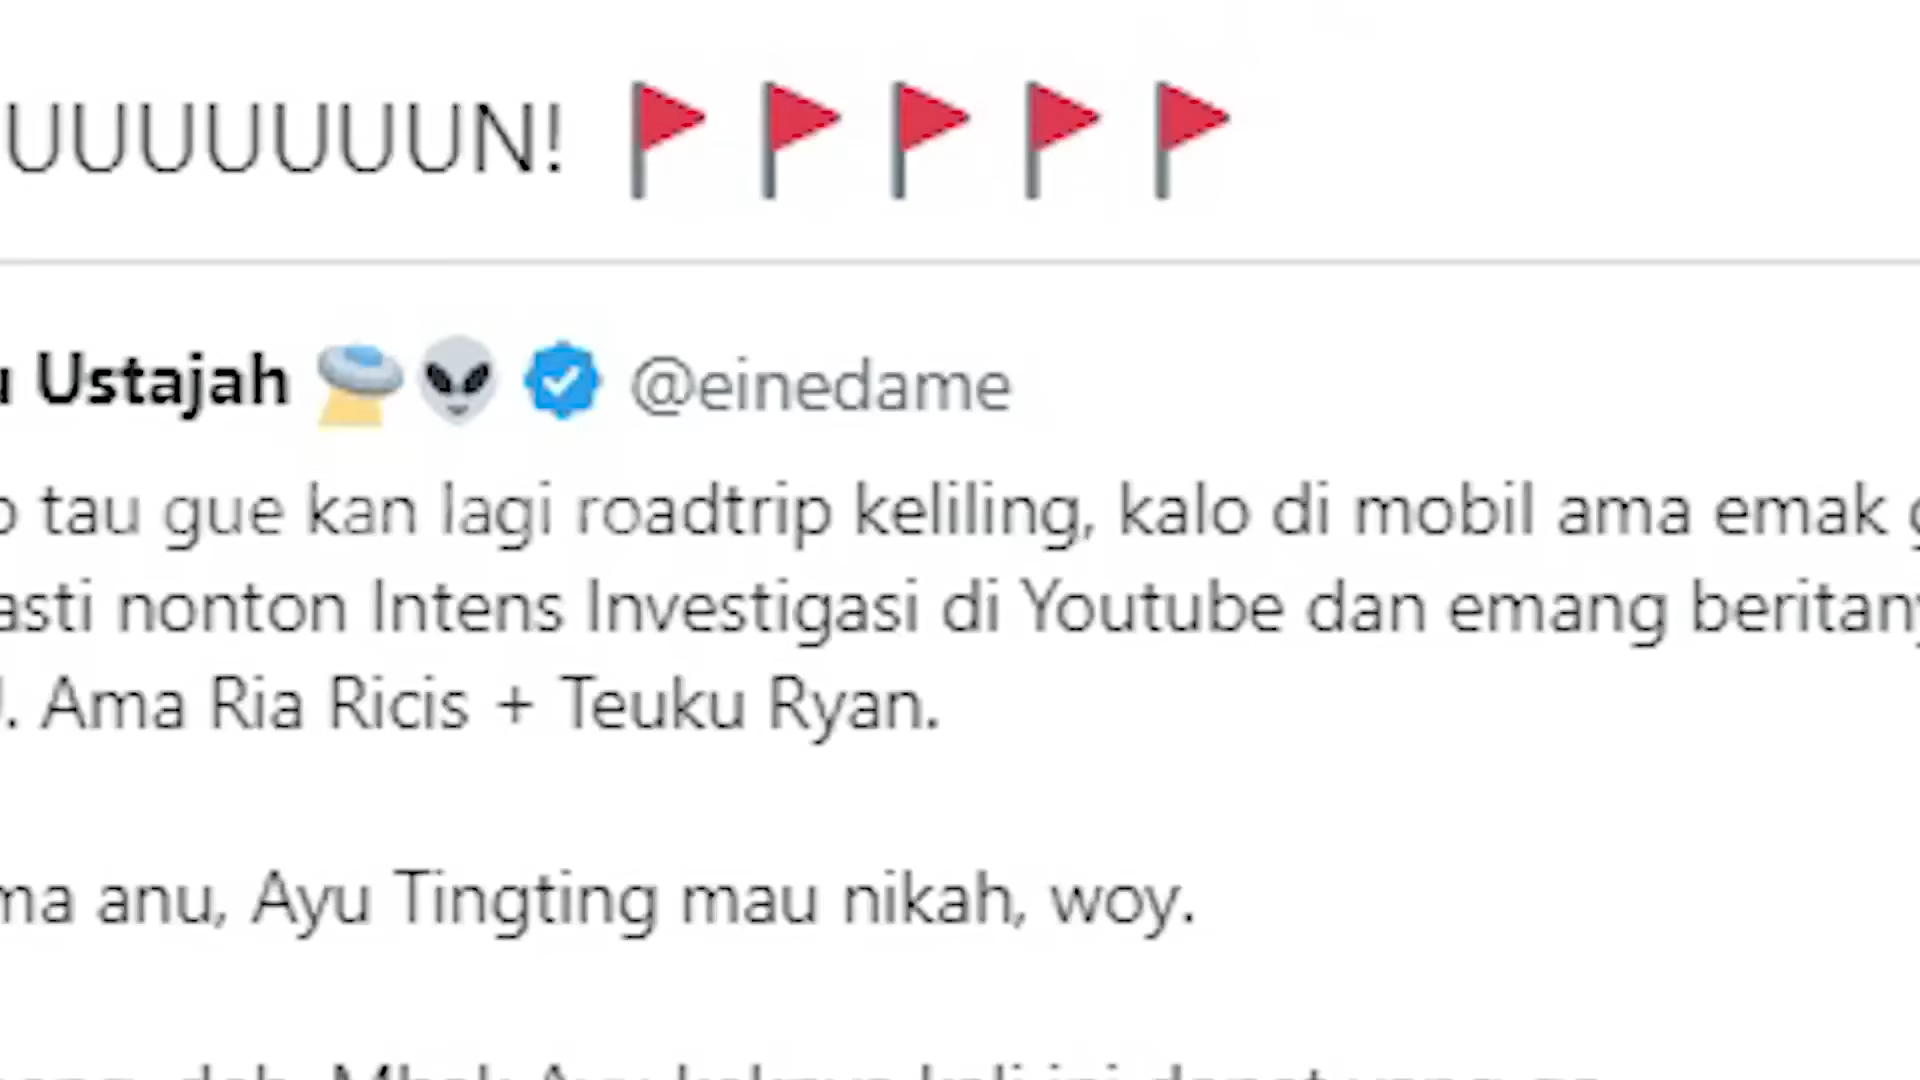 UUUUUUUN! 🚩 🚩 🚩 🚩 🚩
Ustajah 🛸👽 @einedame
tau gue kan lagi roadtrip keliling, kalo di mobil ama emak
asti nonton Intens Investigasi di Youtube dan emang beritany
. Ama Ria Ricis + Teuku Ryan.
ma anu, Ayu Tingting mau nikah, woy.